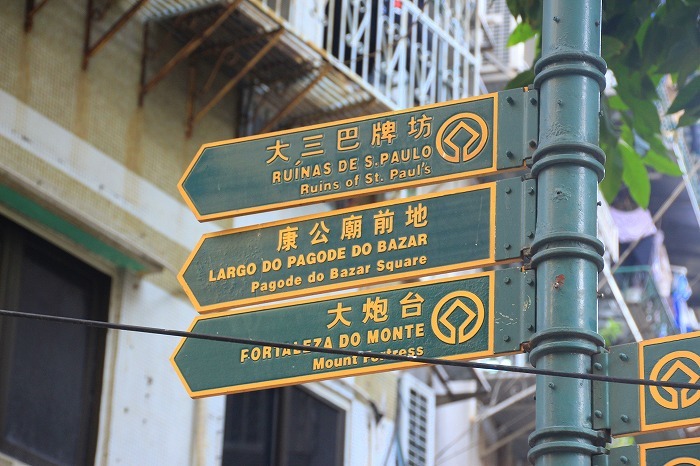 大三巴牌坊
RUÍNAS DE S. PAULO
Ruins of St. Paul's
康公廟前地
LARGO DO PAGODE DO BAZAR
Pagode do Bazar Square
大炮台
FORTALEZA DO MONTE
Mount Fortress